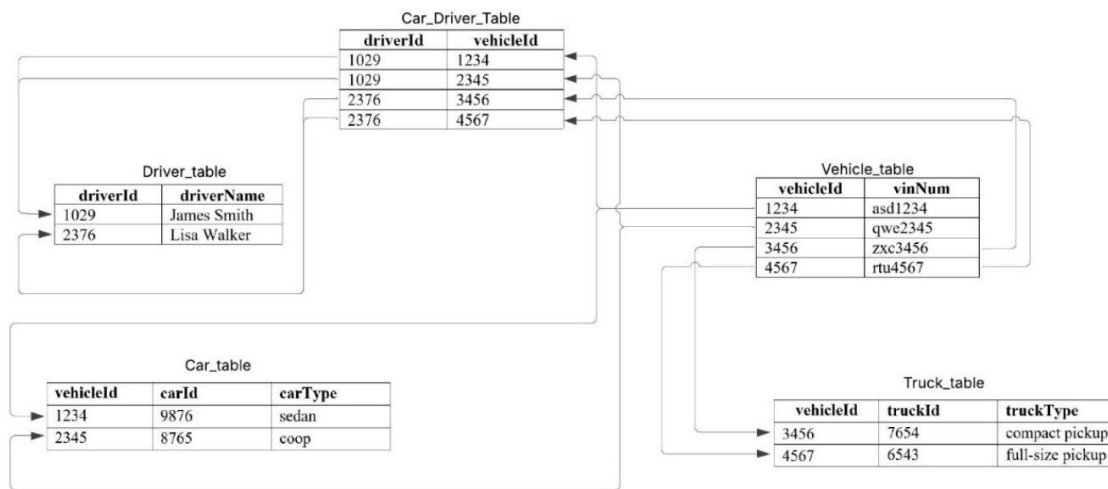 Car_Driver_Table
driverId vehicleId
1029 1234
1029 2345
2376 3456
2376 4567
Driver_table
driverId driverName
1029 James Smith
2376 Lisa Walker
Vehicle_table
vehicleId vinNum
1234 asd1234
2345 qwe2345
3456 zxc3456
4567 rtu4567
Car_table
vehicleId carId carType
1234 9876 sedan
2345 8765 coop
Truck_table
vehicleId truckId truckType
3456 7654 compact pickup
4567 6543 full-size pickup